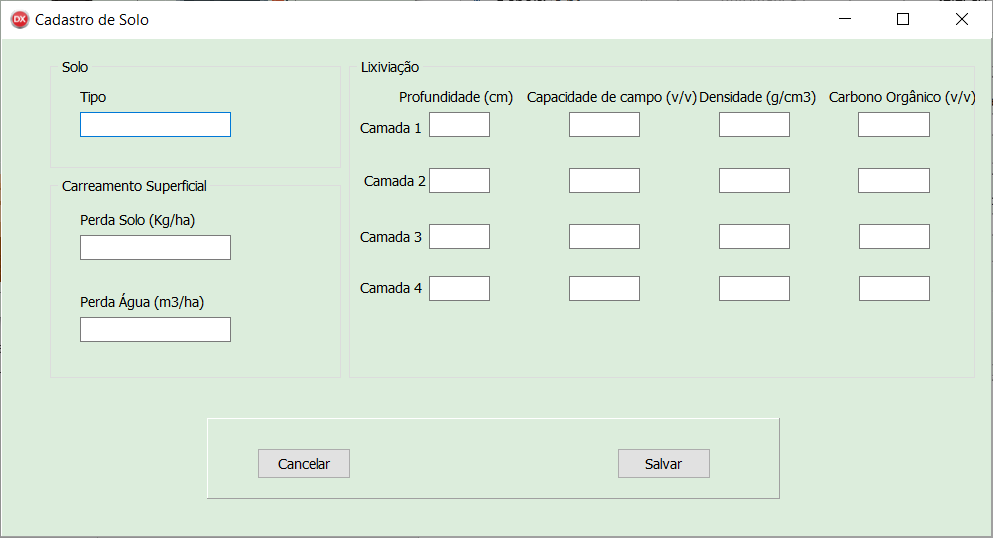 DX Cadastro de Solo
Solo
Tipo
Carreamento Superficial
Perda Solo (Kg/ha)
Perda Água (m3/ha)
Lixiviação
Profundidade (cm) Capacidade de campo (v/v) Densidade (g/cm3) Carbono Orgânico (v/v)
Camada 1
Camada 2
Camada 3
Camada 4
Cancelar Salvar